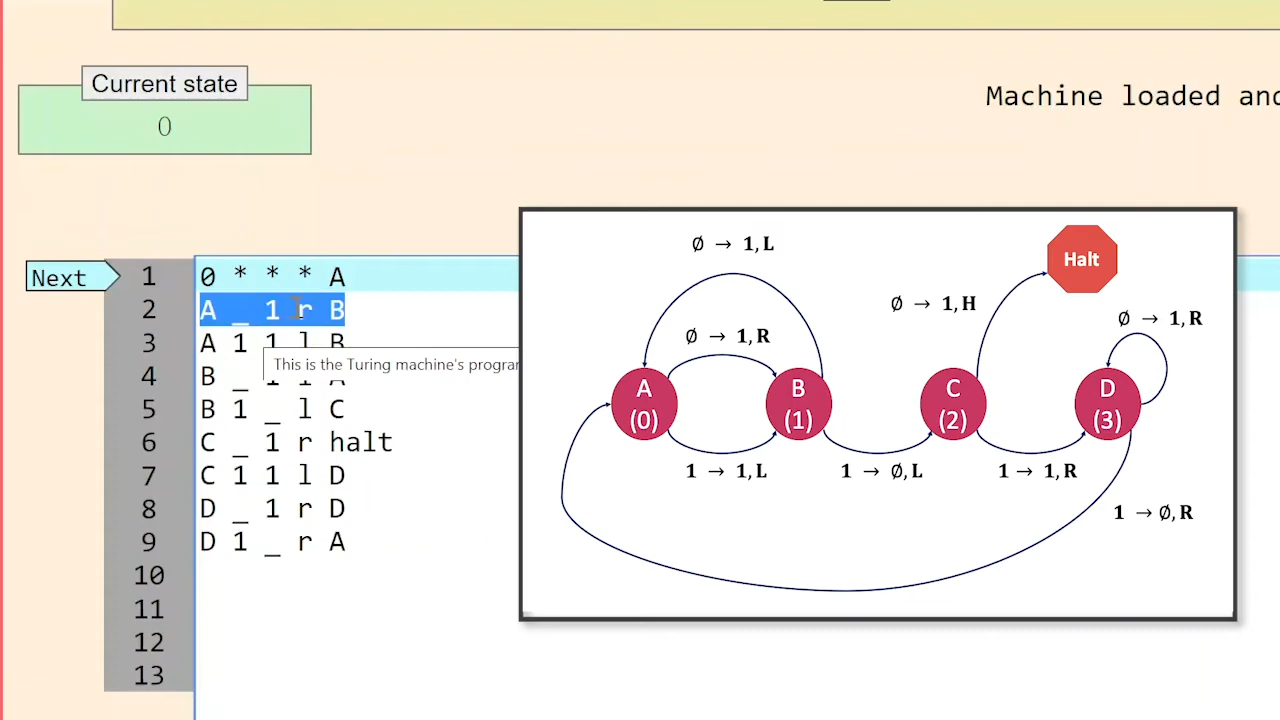 Current state
0
Machine loaded and
Next
1 0 * * * A
2 A _ 1 r B
3 A 1 1 l B
This is the Turing machine's program
4 B _ 1 l A
5 B 1 _ l C
6 C _ 1 r halt
7 C 1 1 l D
8 D _ 1 r D
9 D 1 _ r A
10
11
12
13
∅ → 1, L
Halt
∅ → 1, H
∅ → 1, R
∅ → 1, R
A
(0)
B
(1)
C
(2)
D
(3)
1 → 1, L
1 → ∅, L
1 → 1, R
1 → ∅, R